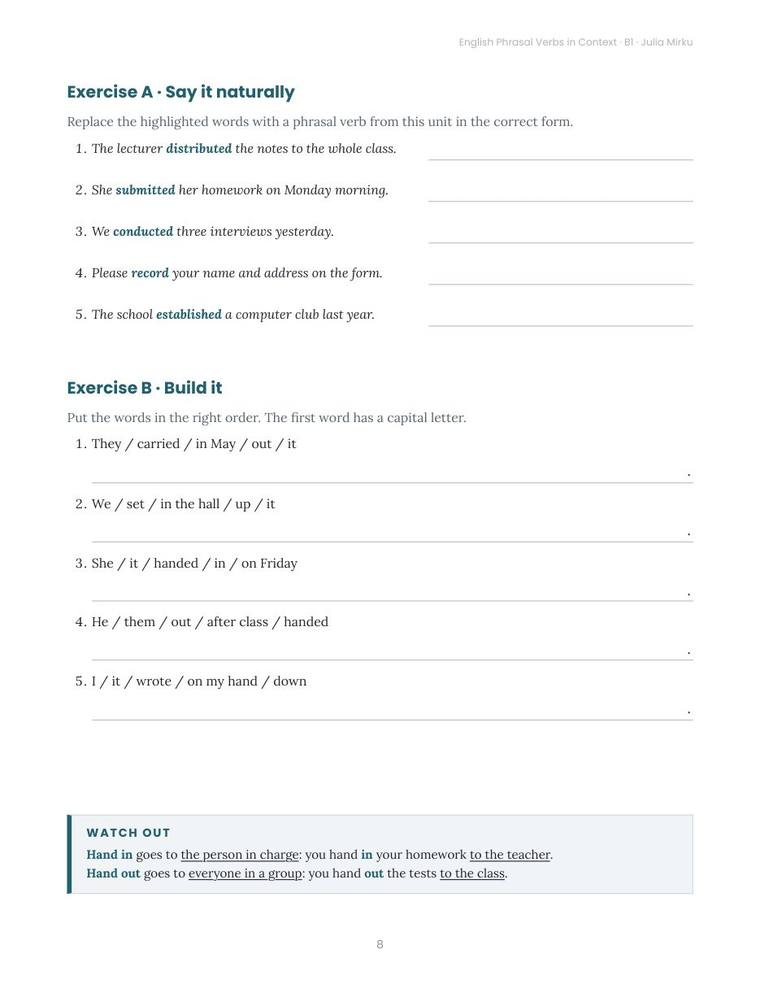 English Phrasal Verbs in Context · B1 · Julia Mirku
Exercise A · Say it naturally
Replace the highlighted words with a phrasal verb from this unit in the correct form.
1. The lecturer distributed the notes to the whole class.
2. She submitted her homework on Monday morning.
3. We conducted three interviews yesterday.
4. Please record your name and address on the form.
5. The school established a computer club last year.
Exercise B · Build it
Put the words in the right order. The first word has a capital letter.
1. They / carried / in May / out / it
.
2. We / set / in the hall / up / it
.
3. She / it / handed / in / on Friday
.
4. He / them / out / after class / handed
.
5. I / it / wrote / on my hand / down
.
WATCH OUT
Hand in goes to the person in charge: you hand in your homework to the teacher.
Hand out goes to everyone in a group: you hand out the tests to the class.
8